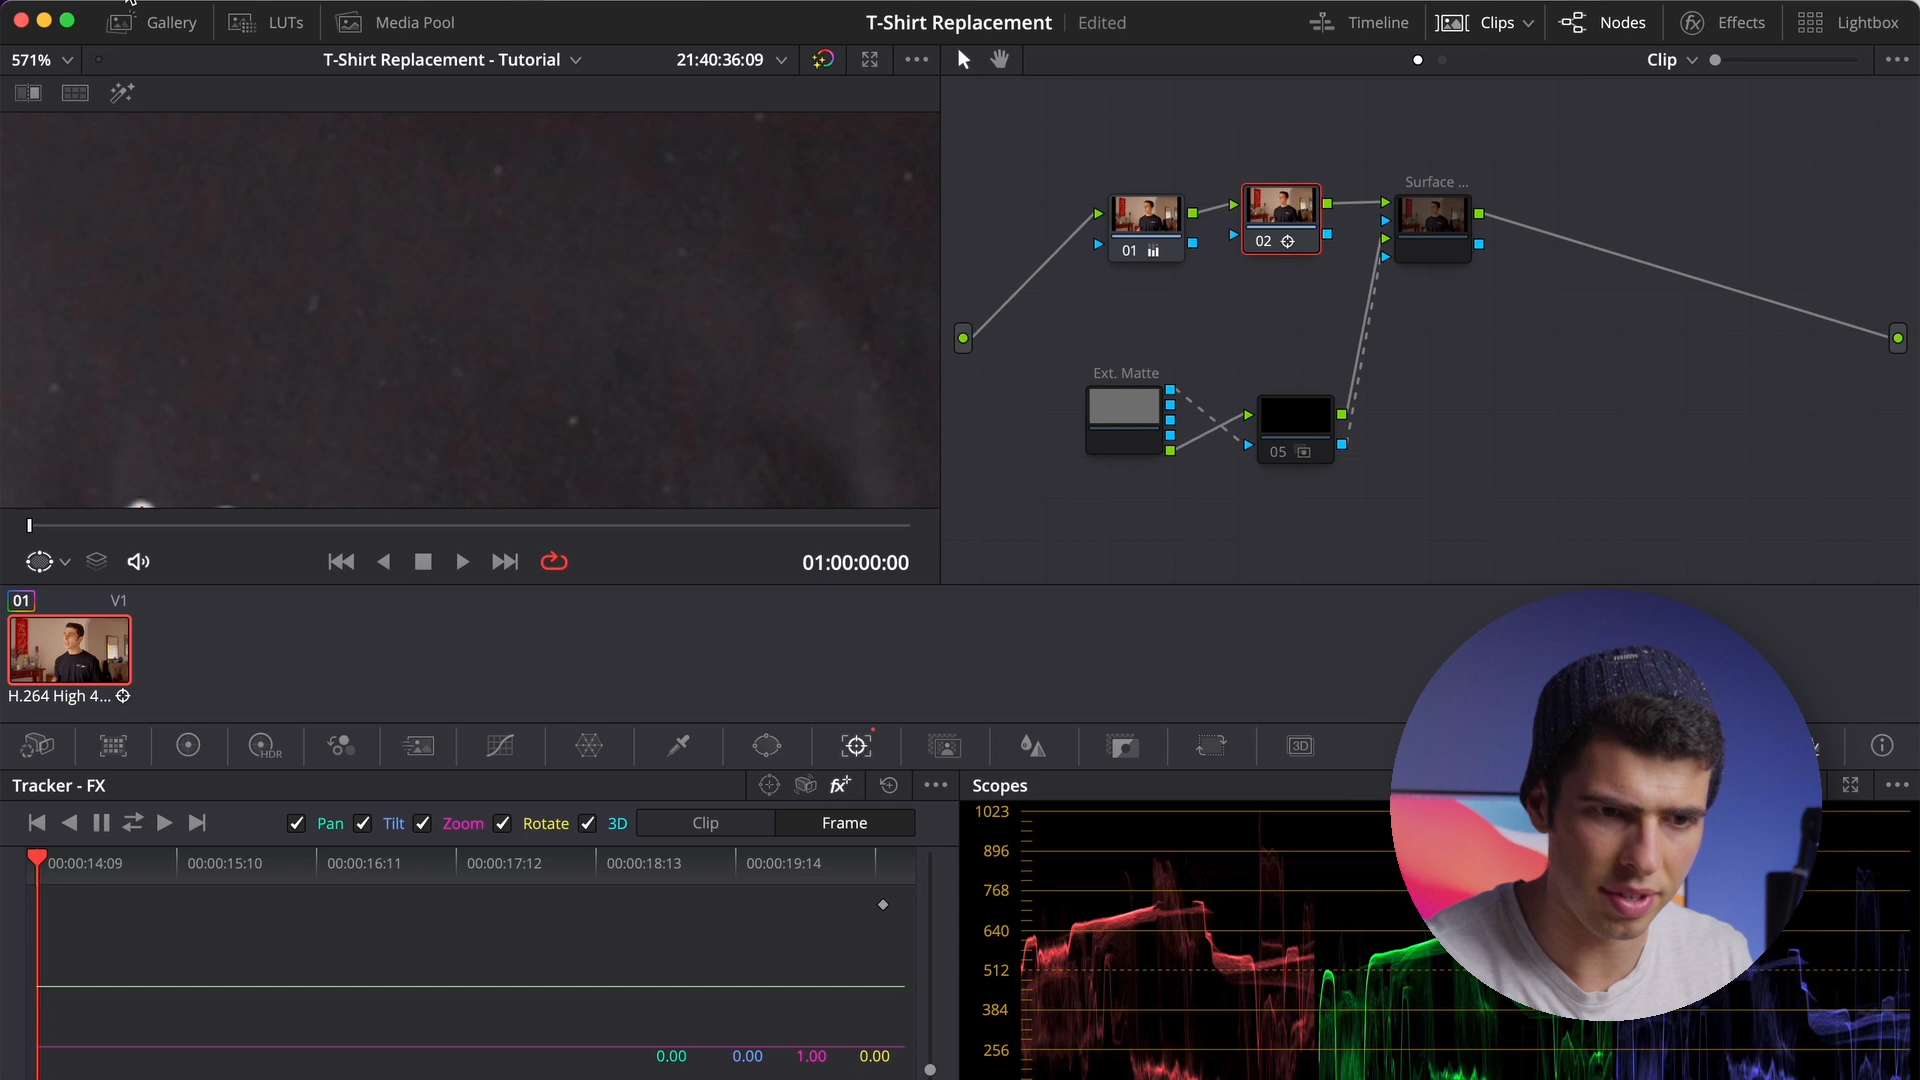 Gallery LUTs Media Pool T-Shirt Replacement Edited Timeline Clips Nodes Effects Lightbox
571% T-Shirt Replacement - Tutorial 21:40:36:09 Clip
Surface ...
01
02
Ext. Matte
05
01:00:00:00
01 V1
H.264 High 4...
HDR
3D
Tracker - FX fx Scopes
Pan Tilt Zoom Rotate 3D Clip Frame
00:00:14:09 00:00:15:10 00:00:16:11 00:00:17:12 00:00:18:13 00:00:19:14
1023
896
768
640
512
384
256
0.00 0.00 1.00 0.00